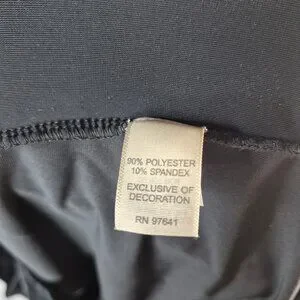 90% POLYESTER
10% SPANDEX
EXCLUSIVE OF
DECORATION
RN 97641